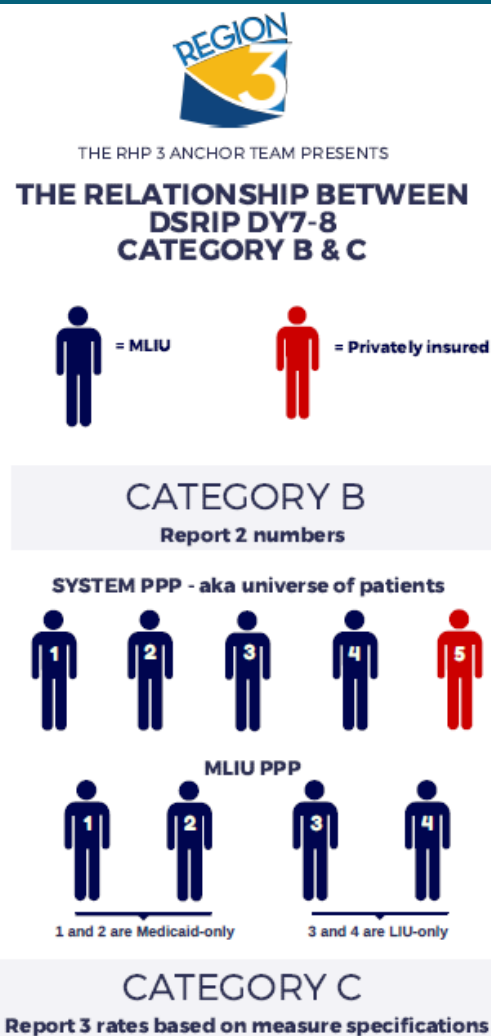 REGION
3
THE RHP 3 ANCHOR TEAM PRESENTS
THE RELATIONSHIP BETWEEN
DSRIP DY7-8
CATEGORY B & C
= MLIU
= Privately insured
CATEGORY B
Report 2 numbers
SYSTEM PPP - aka universe of patients
1 2 3 4 5
MLIU PPP
1 2 3 4
1 and 2 are Medicaid-only 3 and 4 are LIU-only
CATEGORY C
Report 3 rates based on measure specifications